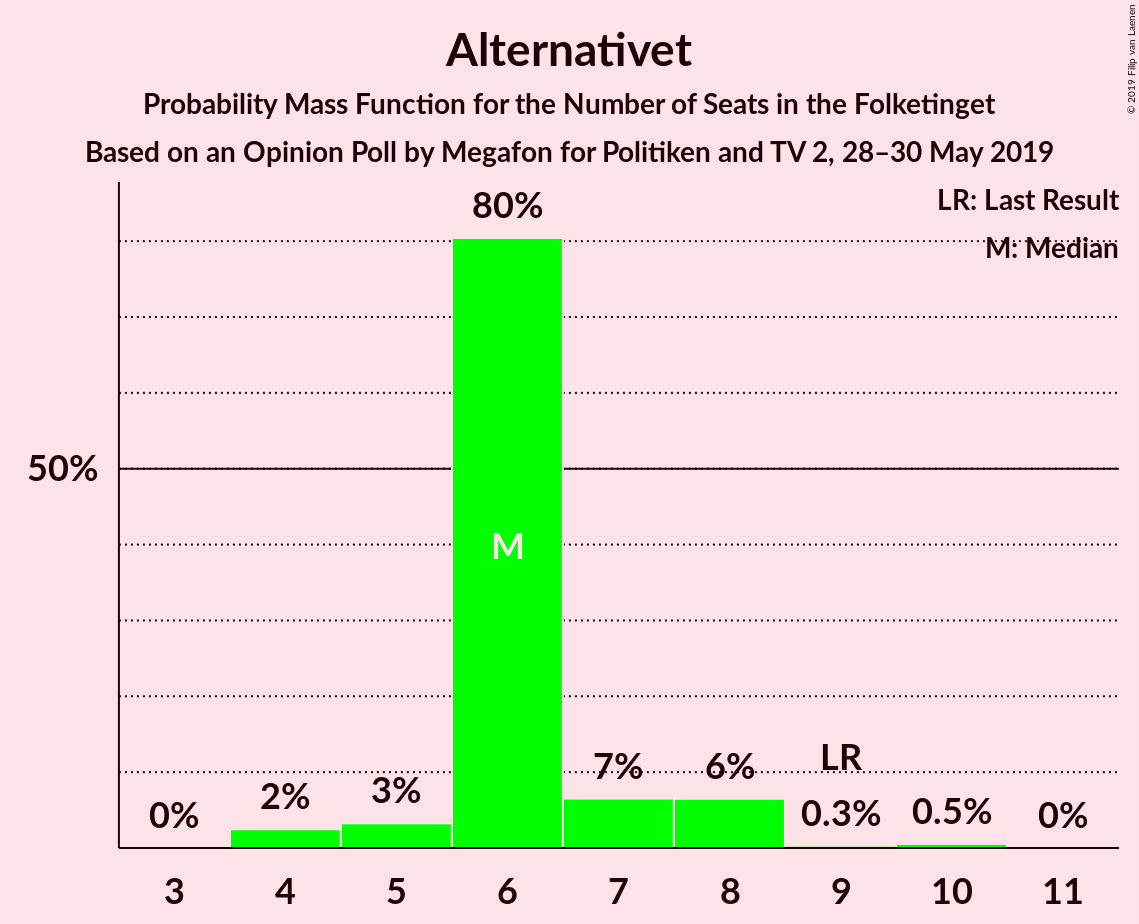 Alternativet
Probability Mass Function for the Number of Seats in the Folketinget
Based on an Opinion Poll by Megafon for Politiken and TV 2, 28–30 May 2019
© 2019 Filip van Laenen
LR: Last Result
M: Median
50%
0%
2%
3%
80%
M
7%
6%
LR
0.3%
0.5%
0%
3 4 5 6 7 8 9 10 11